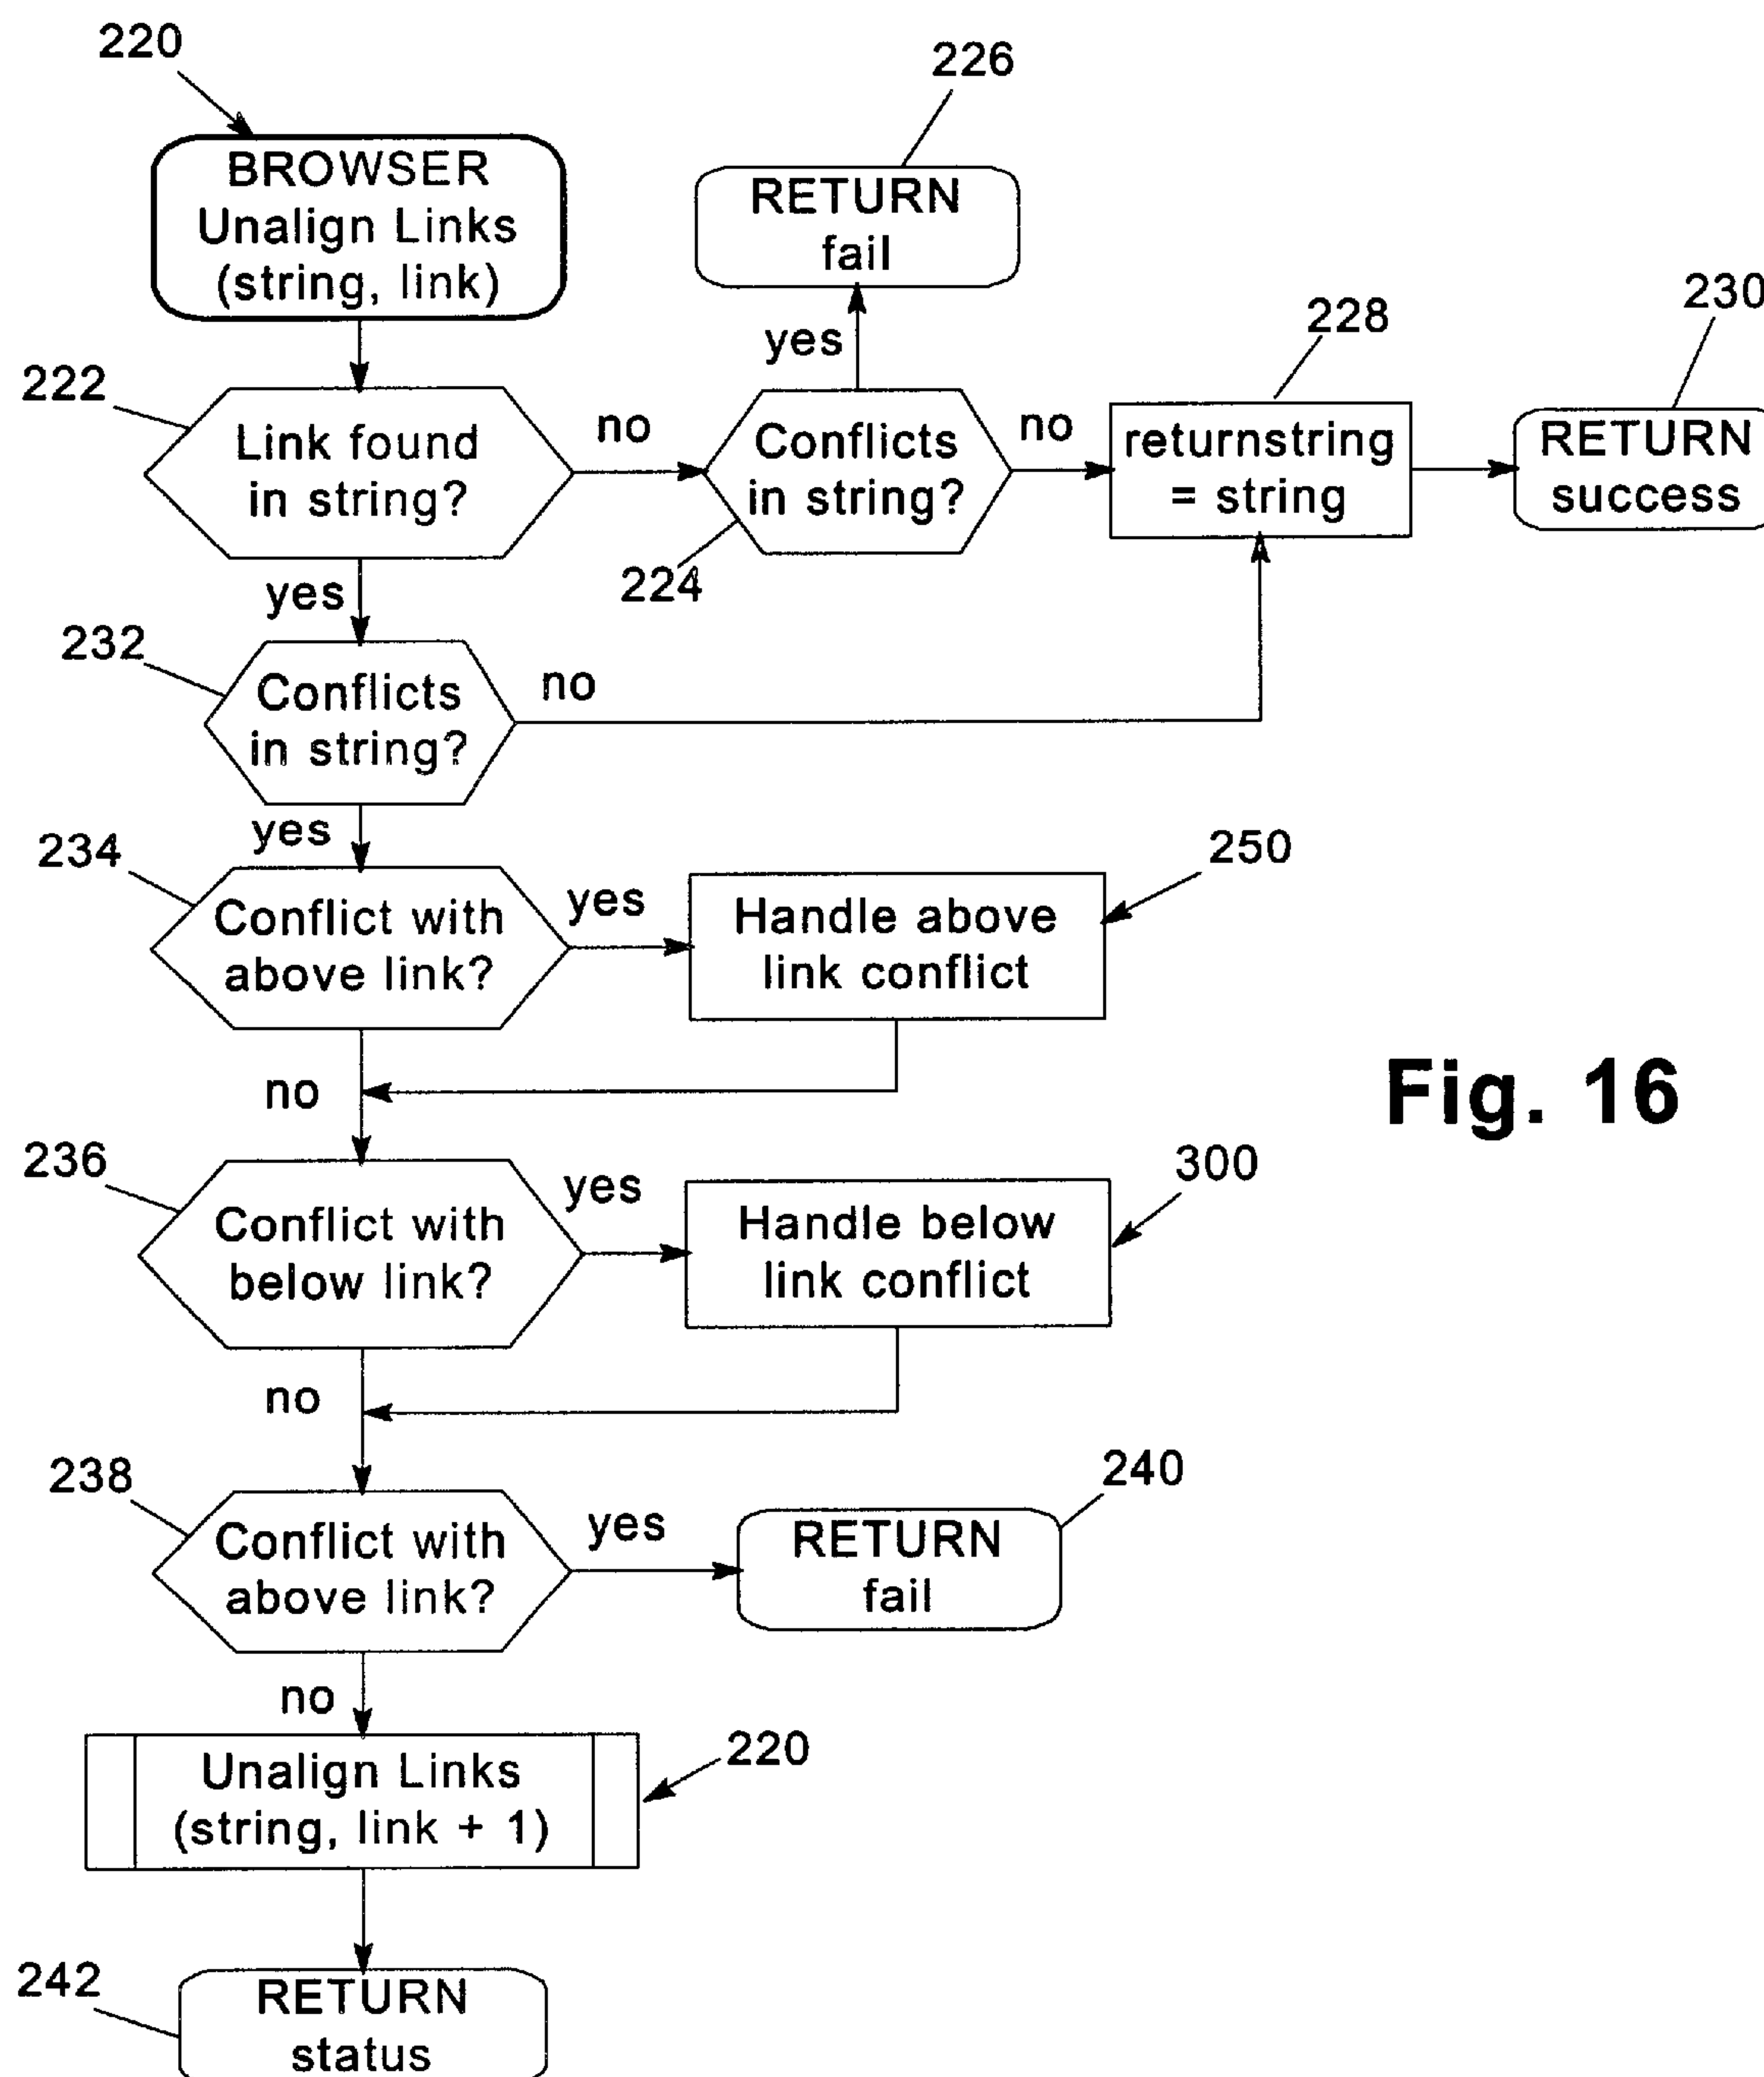 220
BROWSER
Unalign Links
(string, link)
226
RETURN
fail
yes
222
Link found
in string?
no
Conflicts
in string?
224
no
228
returnstring
= string
230
RETURN
success
yes
232
Conflicts
in string?
no
yes
234
Conflict with
above link?
yes
250
Handle above
link conflict
no
Fig. 16
236
Conflict with
below link?
yes
300
Handle below
link conflict
no
238
Conflict with
above link?
yes
240
RETURN
fail
no
Unalign Links
(string, link + 1)
220
242
RETURN
status